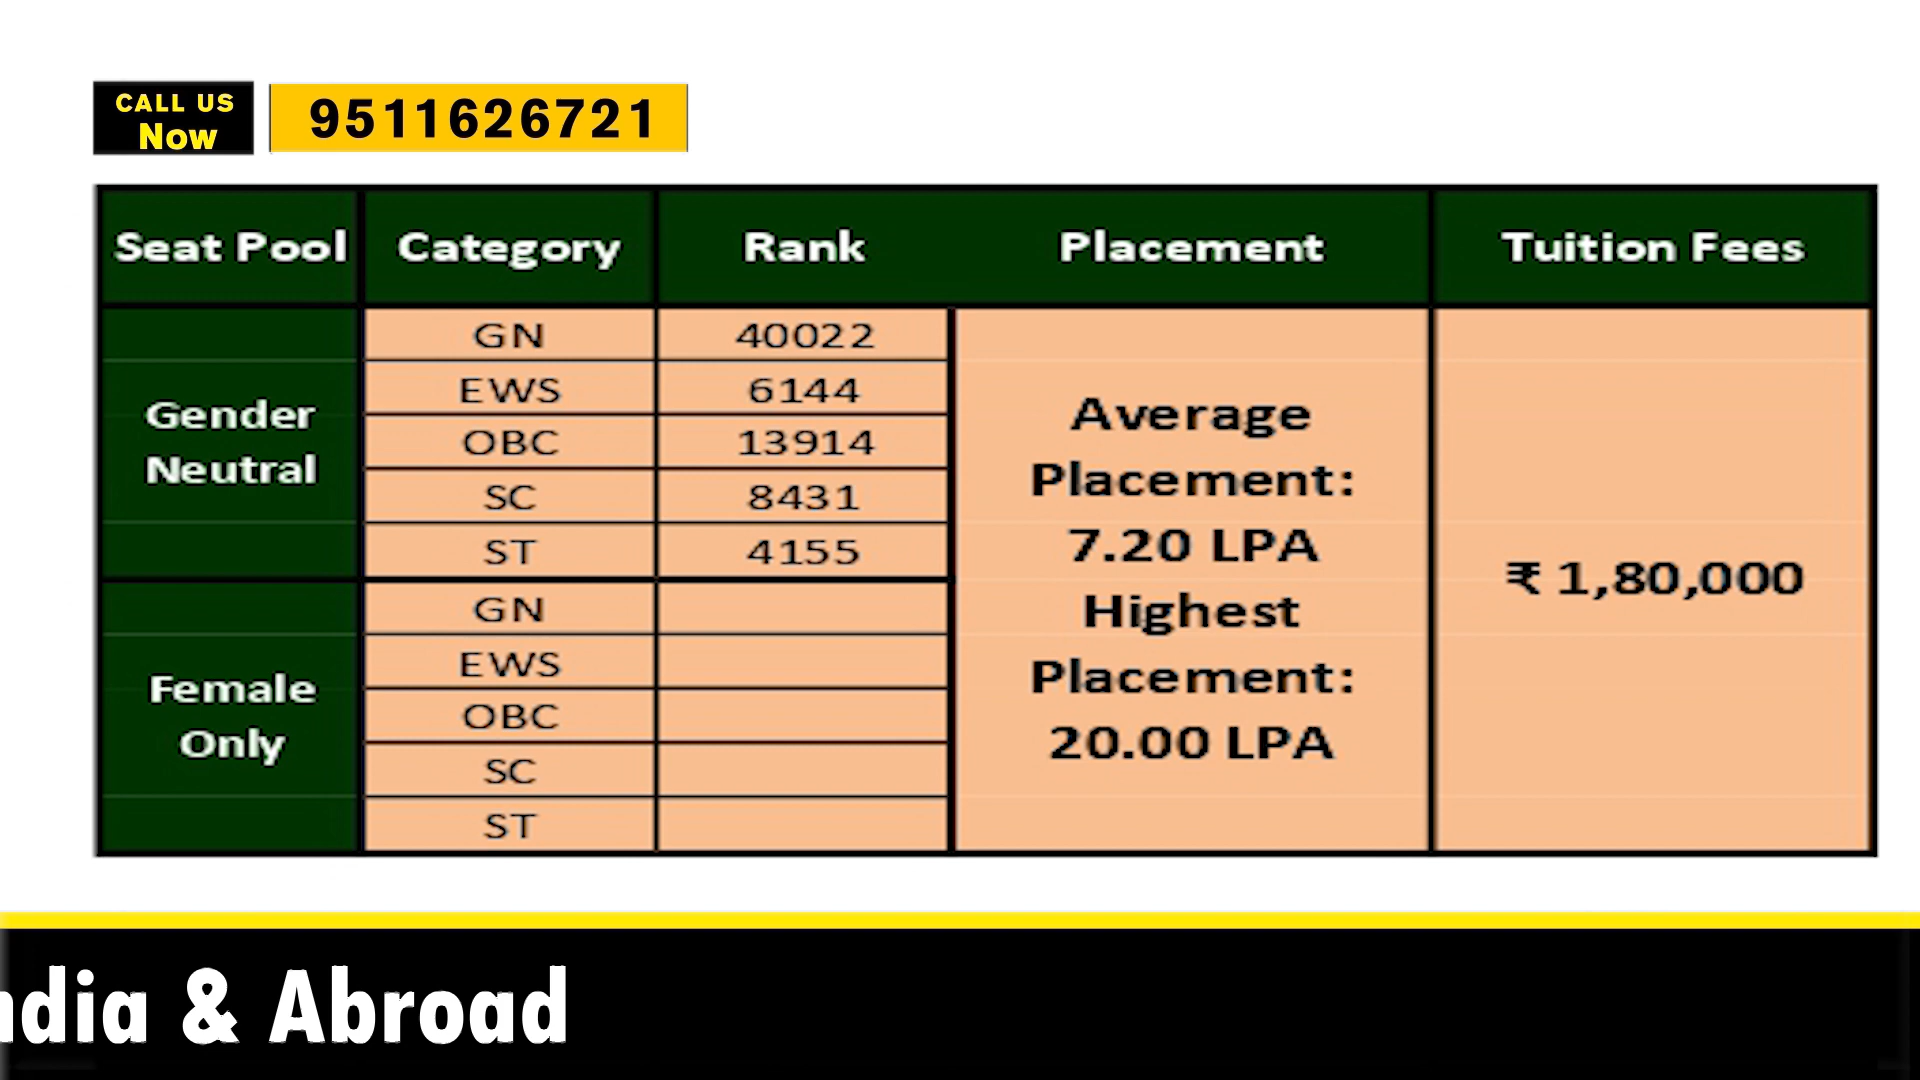 CALL US
Now
9511626721
Seat Pool Category Rank Placement Tuition Fees
Gender
Neutral
GN 40022
EWS 6144
OBC 13914
SC 8431
ST 4155
Female
Only
GN
EWS
OBC
SC
ST
Average
Placement:
7.20 LPA
Highest
Placement:
20.00 LPA
₹ 1,80,000
ndia & Abroad